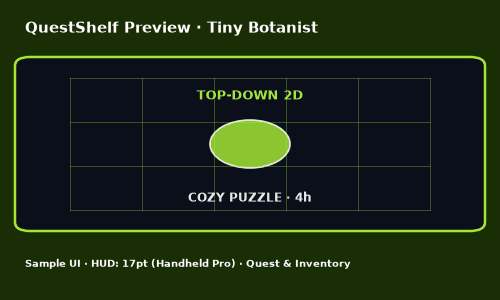 QuestShelf Preview · Tiny Botanist
TOP-DOWN 2D
COZY PUZZLE · 4h
Sample UI · HUD: 17pt (Handheld Pro) · Quest & Inventory